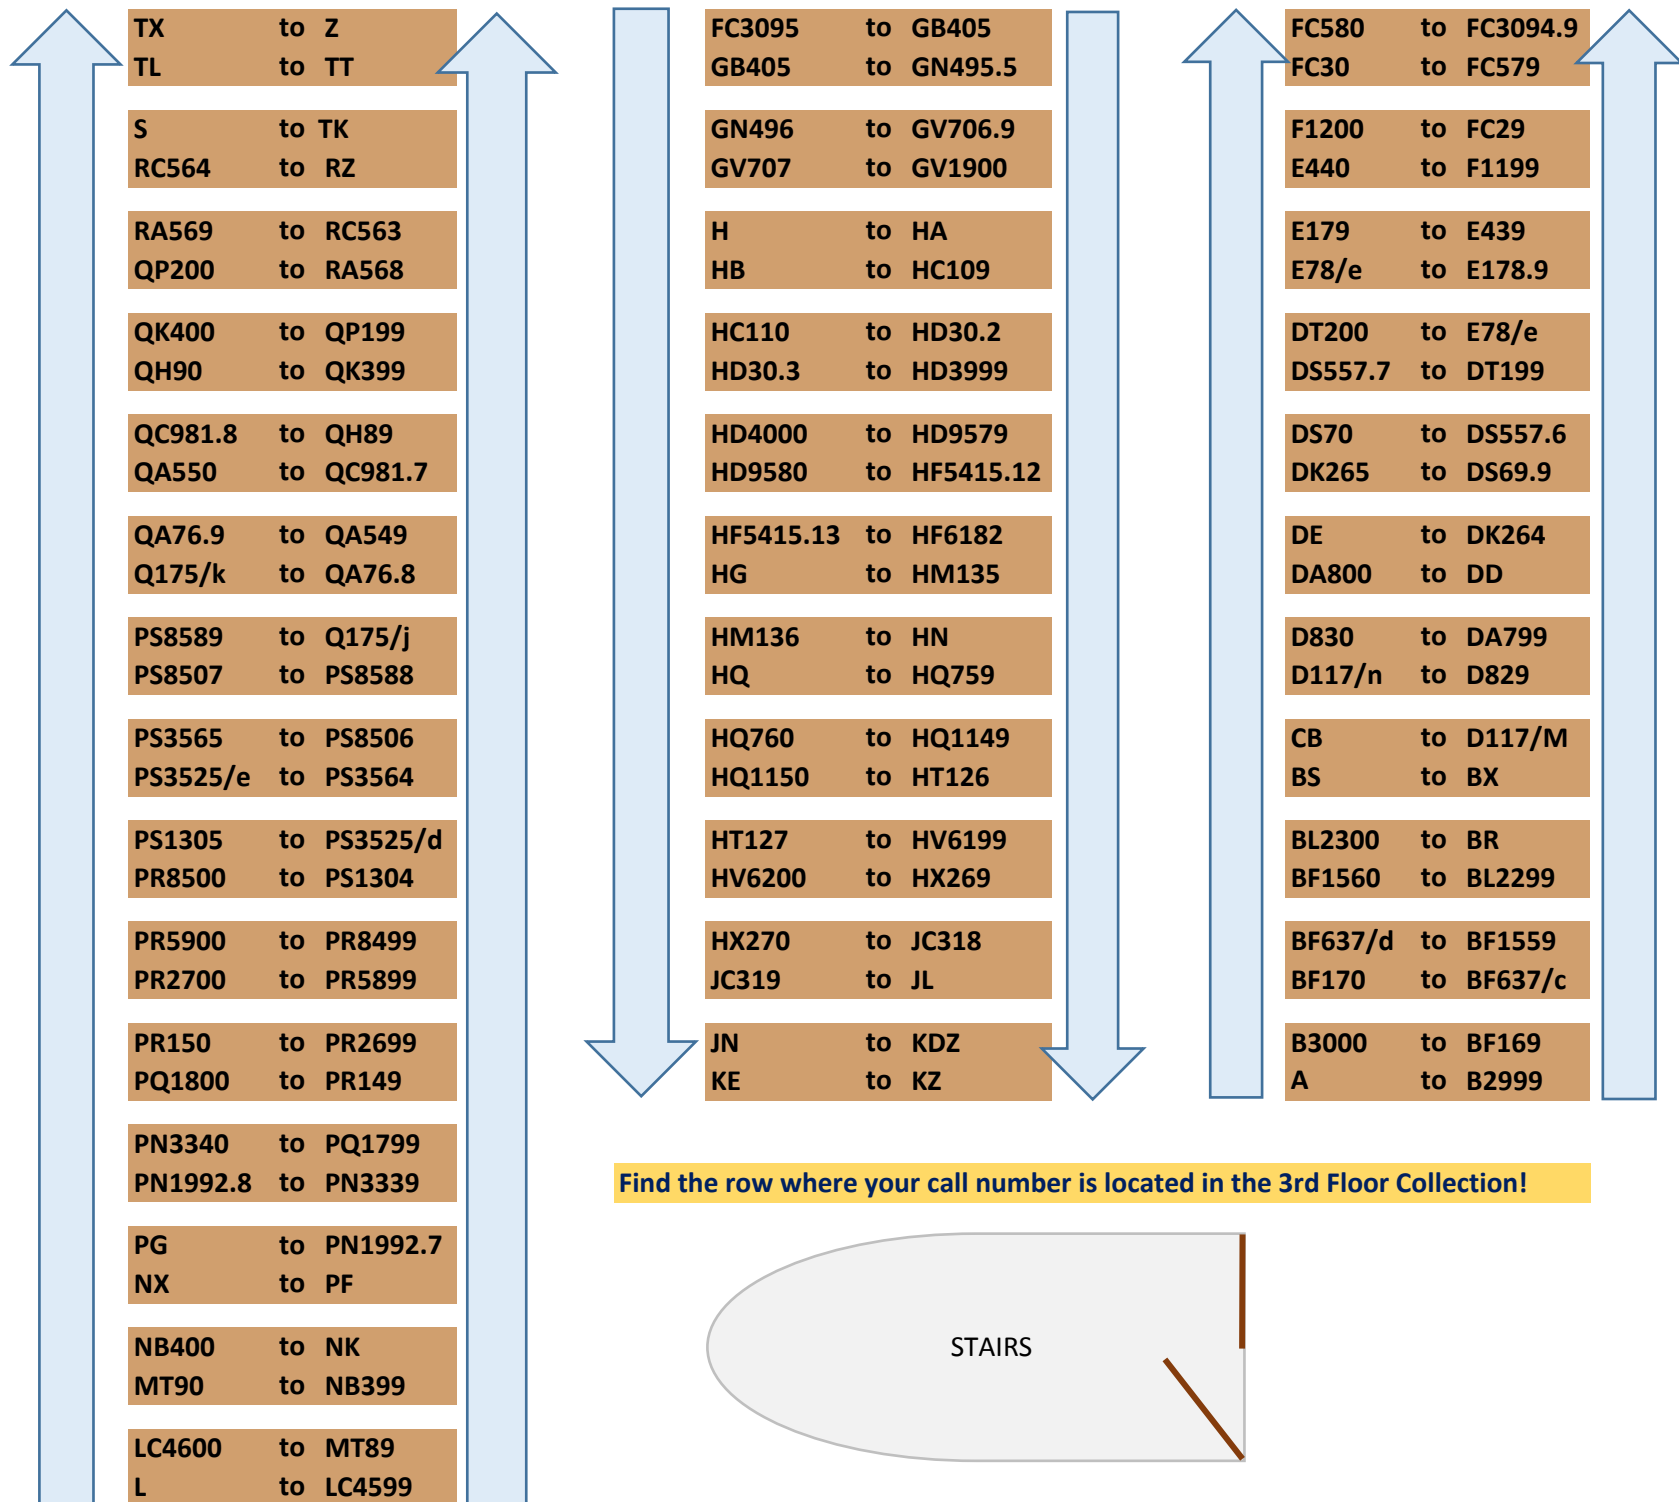 TX to Z
TL to TT
S to TK
RC564 to RZ
RA569 to RC563
QP200 to RA568
QK400 to QP199
QH90 to QK399
QC981.8 to QH89
QA550 to QC981.7
QA76.9 to QA549
Q175/k to QA76.8
PS8589 to Q175/j
PS8507 to PS8588
PS3565 to PS8506
PS3525/e to PS3564
PS1305 to PS3525/d
PR8500 to PS1304
PR5900 to PR8499
PR2700 to PR5899
PR150 to PR2699
PQ1800 to PR149
PN3340 to PQ1799
PN1992.8 to PN3339
PG to PN1992.7
NX to PF
NB400 to NK
MT90 to NB399
LC4600 to MT89
L to LC4599
FC3095 to GB405
GB405 to GN495.5
GN496 to GV706.9
GV707 to GV1900
H to HA
HB to HC109
HC110 to HD30.2
HD30.3 to HD3999
HD4000 to HD9579
HD9580 to HF5415.12
HF5415.13 to HF6182
HG to HM135
HM136 to HN
HQ to HQ759
HQ760 to HQ1149
HQ1150 to HT126
HT127 to HV6199
HV6200 to HX269
HX270 to JC318
JC319 to JL
JN to KDZ
KE to KZ
FC580 to FC3094.9
FC30 to FC579
F1200 to FC29
E440 to F1199
E179 to E439
E78/e to E178.9
DT200 to E78/e
DS557.7 to DT199
DS70 to DS557.6
DK265 to DS69.9
DE to DK264
DA800 to DD
D830 to DA799
D117/n to D829
CB to D117/M
BS to BX
BL2300 to BR
BF1560 to BL2299
BF637/d to BF1559
BF170 to BF637/c
B3000 to BF169
A to B2999
Find the row where your call number is located in the 3rd Floor Collection!
STAIRS